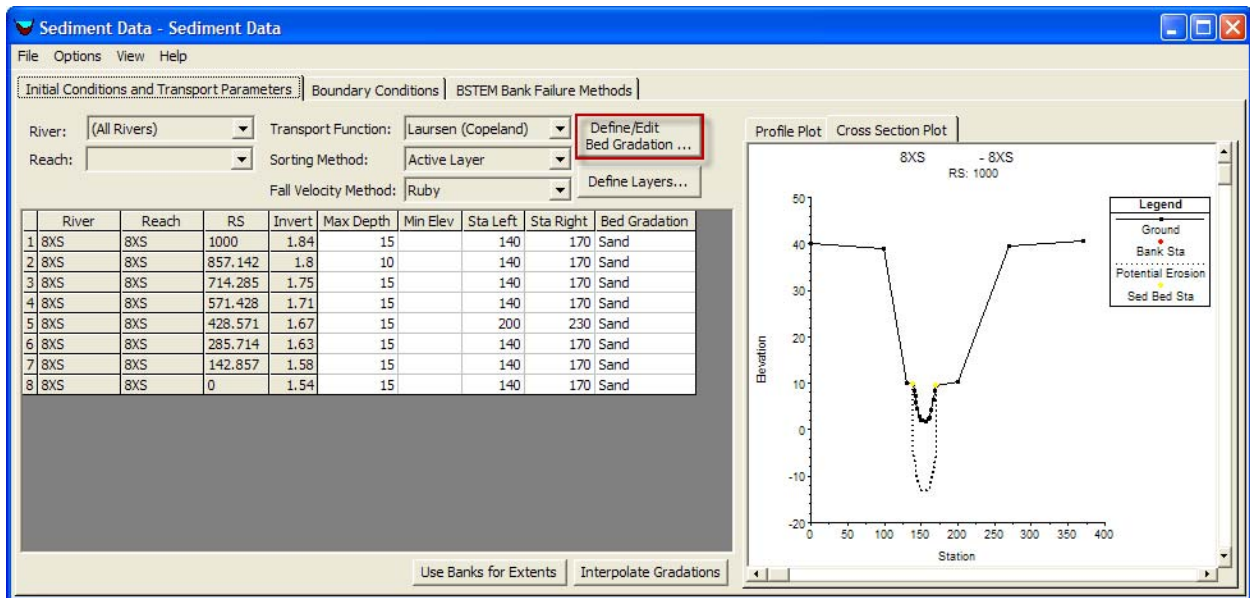 Sediment Data - Sediment Data
File Options View Help
Initial Conditions and Transport Parameters Boundary Conditions BSTEM Bank Failure Methods
River: (All Rivers) Transport Function: Laursen (Copeland) Define/Edit Bed Gradation ...
Reach: Sorting Method: Active Layer
Fall Velocity Method: Ruby Define Layers...
River Reach RS Invert Max Depth Min Elev Sta Left Sta Right Bed Gradation
1 8XS 8XS 1000 1.84 15 140 170 Sand
2 8XS 8XS 857.142 1.8 10 140 170 Sand
3 8XS 8XS 714.285 1.75 15 140 170 Sand
4 8XS 8XS 571.428 1.71 15 140 170 Sand
5 8XS 8XS 428.571 1.67 15 200 230 Sand
6 8XS 8XS 285.714 1.63 15 140 170 Sand
7 8XS 8XS 142.857 1.58 15 140 170 Sand
8 8XS 8XS 0 1.54 15 140 170 Sand
Use Banks for Extents Interpolate Gradations
Profile Plot Cross Section Plot
8XS - 8XS
RS: 1000
Legend
Ground
Bank Sta
Potential Erosion
Sed Bed Sta
50
40
30
20
10
0
-10
-20
Elevation
0 50 100 150 200 250 300 350 400
Station